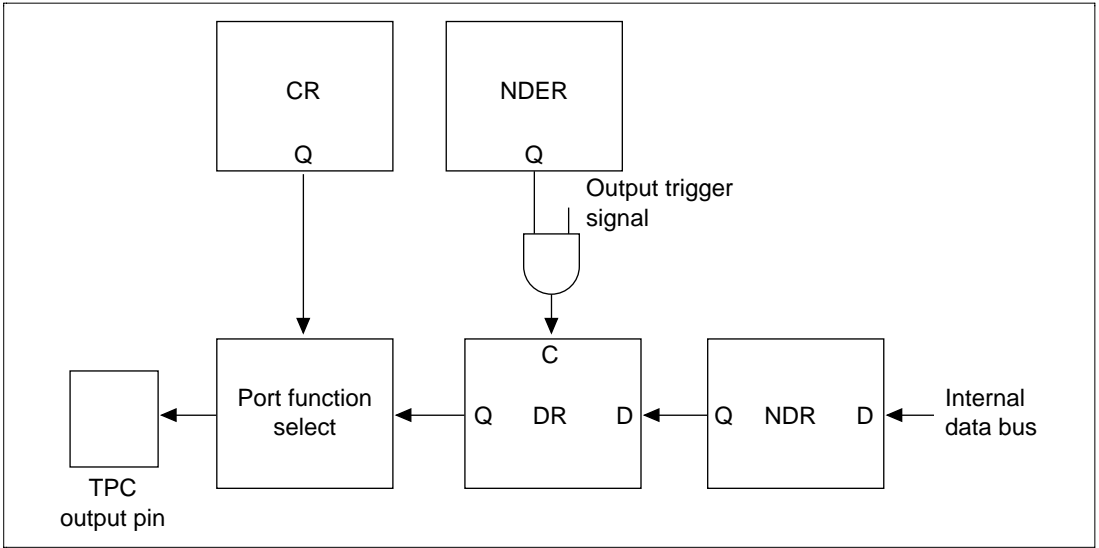 CR
Q
NDER
Q
Output trigger
signal
C
Q DR D
Q NDR D
Port function
select
Internal
data bus
TPC
output pin